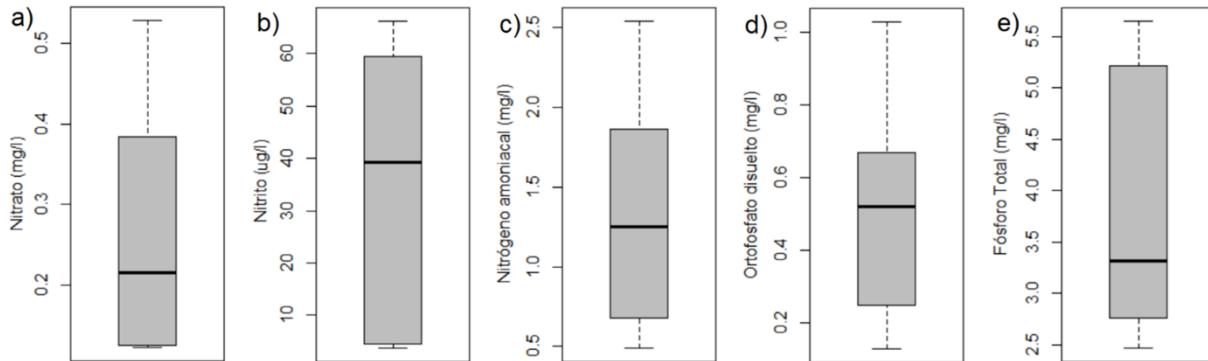 a)
Nitrato (mg/l)
0.5
0.4
0.3
0.2
b)
Nitrito (ug/l)
60
50
40
30
20
10
c)
Nitrógeno amoniacal (mg/l)
2.5
2.0
1.5
1.0
0.5
d)
Ortofosfato disuelto (mg/l)
1.0
0.8
0.6
0.4
0.2
e)
Fósforo Total (mg/l)
5.5
5.0
4.5
4.0
3.5
3.0
2.5